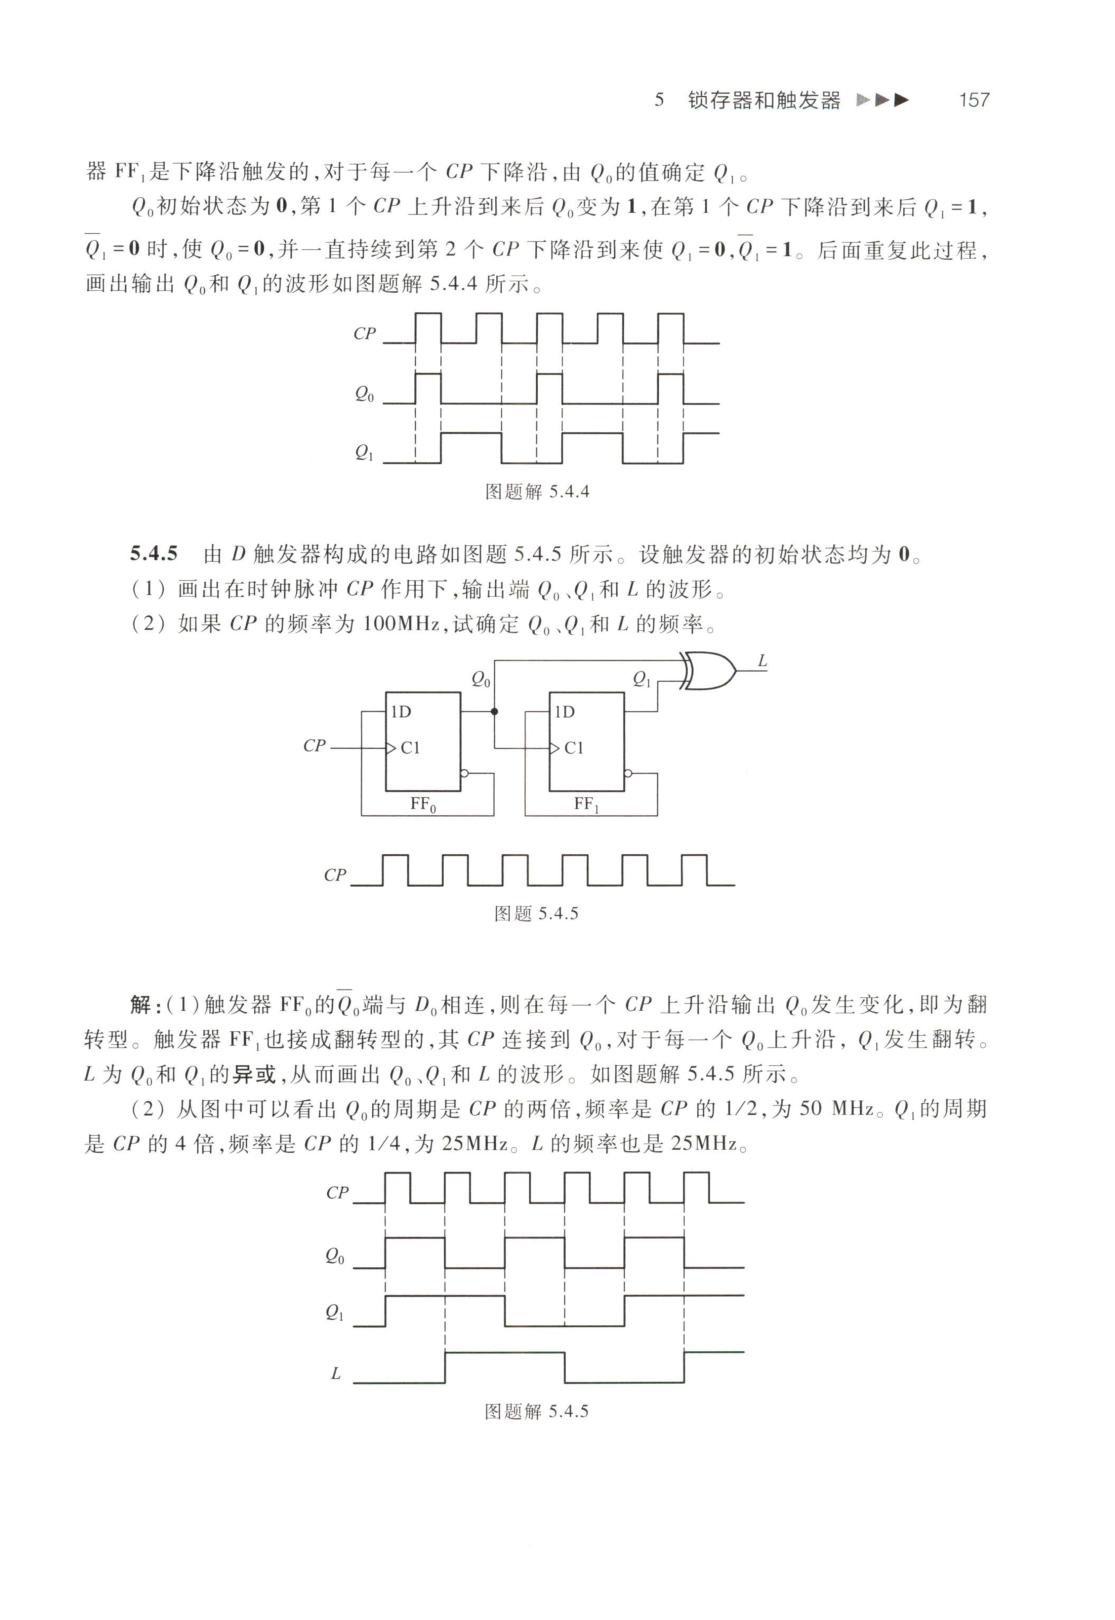 5 锁存器和触发器 ▶▶▶ 157
器 FF₁是下降沿触发的,对于每一个 CP 下降沿,由 Q₀的值确定 Q₁。
Q₀初始状态为 0,第 1 个 CP 上升沿到来后 Q₀变为 1,在第 1 个 CP 下降沿到来后 Q₁=1,
Q̅₁=0 时,使 Q₀=0,并一直持续到第 2 个 CP 下降沿到来使 Q₁=0,Q̅₁=1。后面重复此过程,
画出输出 Q₀和 Q₁的波形如图题解 5.4.4 所示。
CP
Q₀
Q₁
图题解 5.4.4
5.4.5 由 D 触发器构成的电路如图题 5.4.5 所示。设触发器的初始状态均为 0。
(1) 画出在时钟脉冲 CP 作用下,输出端 Q₀、Q₁和 L 的波形。
(2) 如果 CP 的频率为 100MHz,试确定 Q₀、Q₁和 L 的频率。
L
Q₀ Q₁
1D 1D
CP C1 C1
FF₀ FF₁
CP
图题 5.4.5
解:(1)触发器 FF₀的Q̅₀端与 D₀相连,则在每一个 CP 上升沿输出 Q₀发生变化,即为翻
转型。触发器 FF₁也接成翻转型的,其 CP 连接到 Q₀,对于每一个 Q₀上升沿, Q₁发生翻转。
L 为 Q₀和 Q₁的异或,从而画出 Q₀、Q₁和 L 的波形。如图题解 5.4.5 所示。
(2) 从图中可以看出 Q₀的周期是 CP 的两倍,频率是 CP 的 1/2,为 50 MHz。Q₁的周期
是 CP 的 4 倍,频率是 CP 的 1/4,为 25MHz。L 的频率也是 25MHz。
CP
Q₀
Q₁
L
图题解 5.4.5